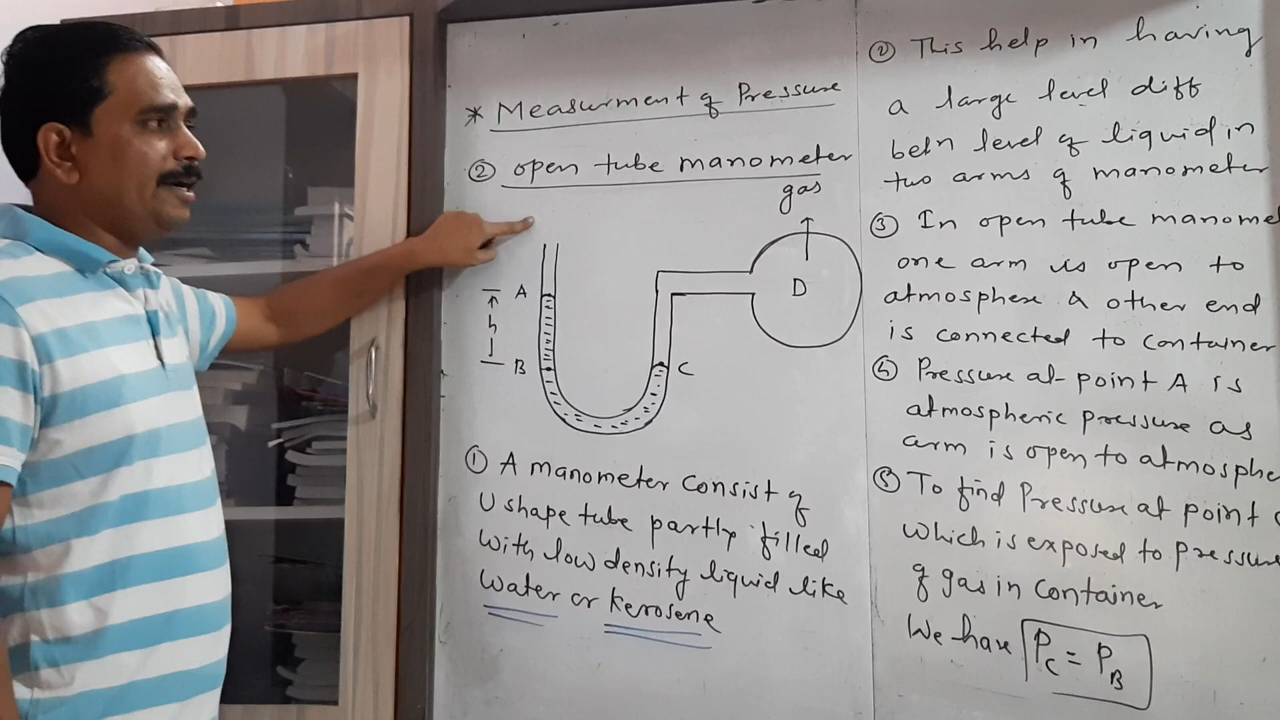 * Measurment of Pressure
② open tube manometer
gas
D
A
h
B
C
① A manometer consist of
U shape tube partly filled
with low density liquid like
water or kerosene
② This help in having
a large level diff
betn level of liquid in
two arms of manometer
③ In open tube manome
one arm is open to
atmosphere & other end
is connected to container
⑤ Pressure at point A is
atmospheric pressure as
arm is open to atmosphe
⑧ To find Pressure at point
which is exposed to pressure
of gas in container
We have P_C = P_B